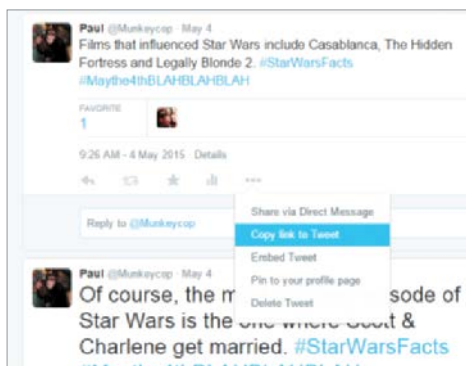 Paul @Munkeycop · May 4
Films that influenced Star Wars include Casablanca, The Hidden
Fortress and Legally Blonde 2. #StarWarsFacts
#Maythe4thBLAHBLAHBLAH
FAVORITE
1
9:26 AM - 4 May 2015 Details
Share via Direct Message
Copy link to Tweet
Embed Tweet
Pin to your profile page
Delete Tweet
Reply to @Munkeycop
Paul @Munkeycop · May 4
Of course, the m sode of
Star Wars is the one where Scott &
Charlene get married. #StarWarsFacts
#Maythe4thBLAHBLAHBLAH